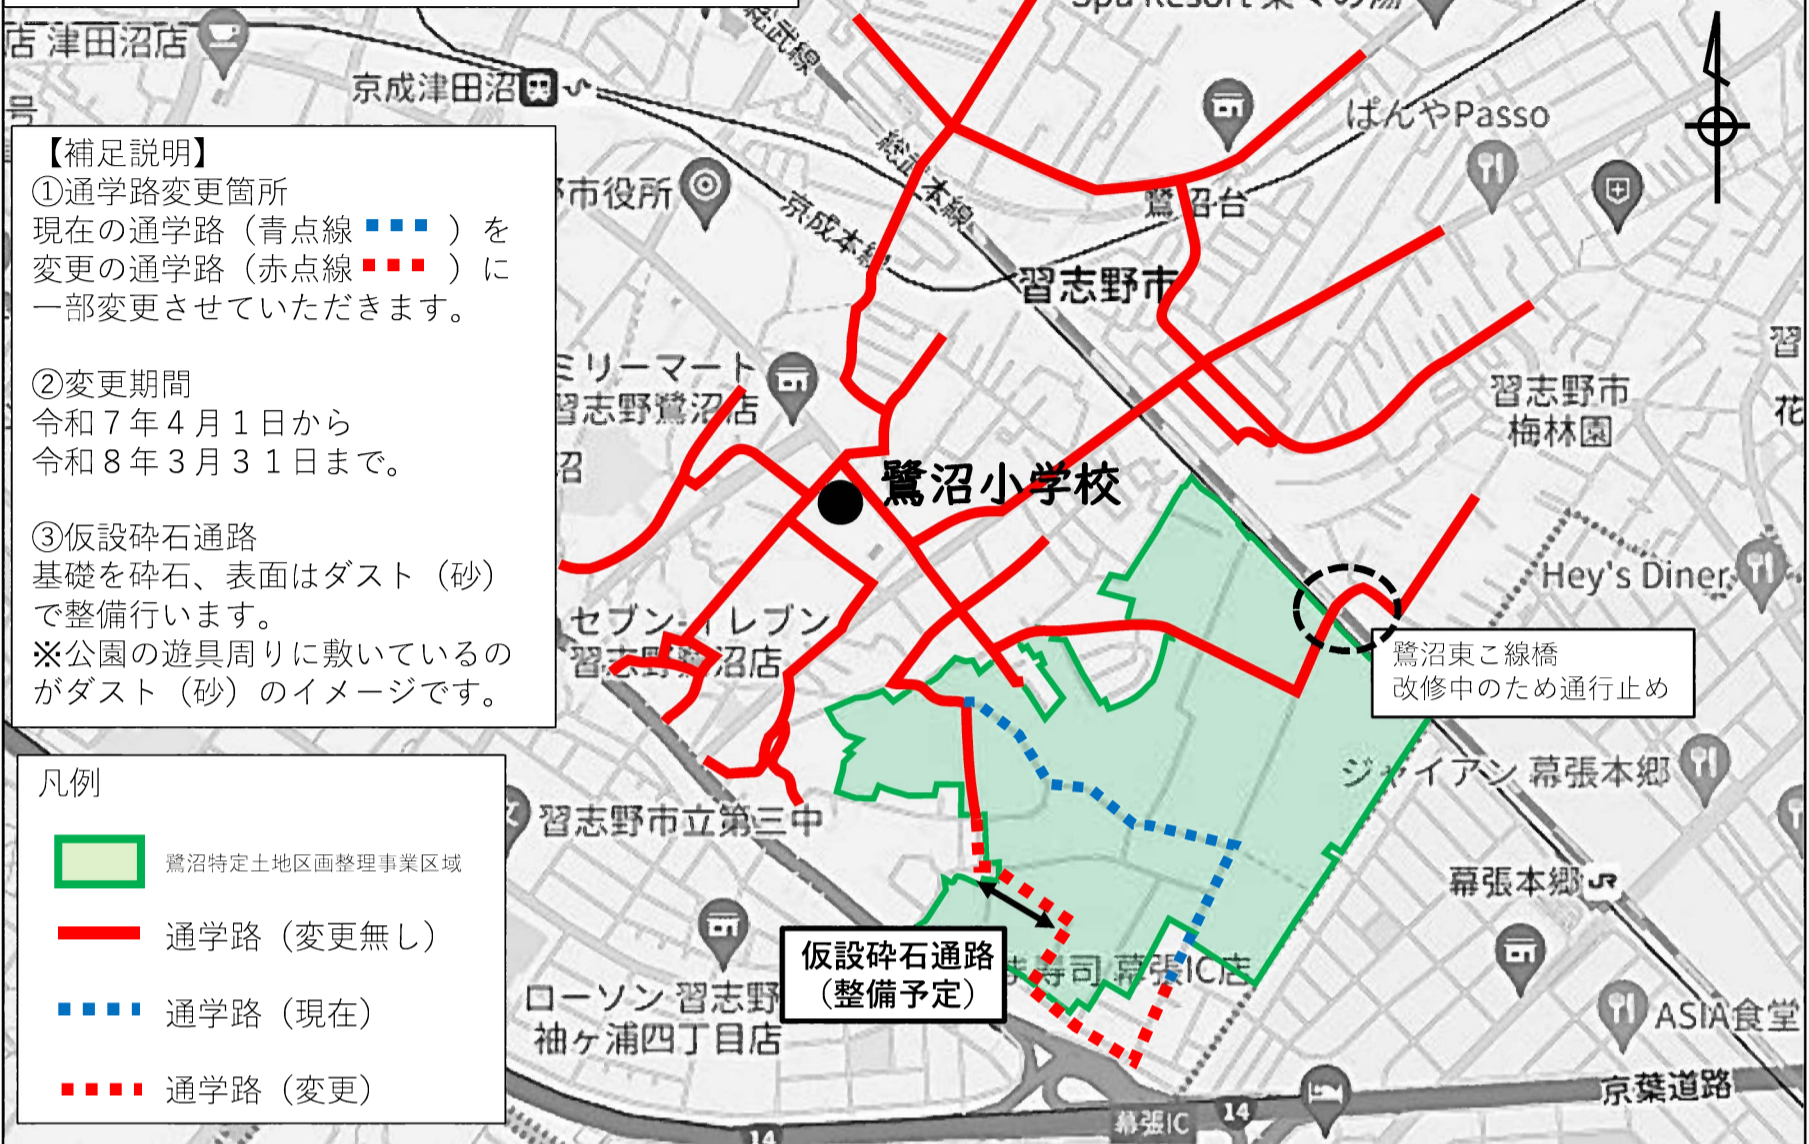 Spa Resort 楽々の湯
店 津田沼店
総武線
京成津田沼
号
ぱんやPasso
【補足説明】
①通学路変更箇所
現在の通学路（青点線 ）を
変更の通学路（赤点線 ）に
一部変更させていただきます。
②変更期間
令和７年４月１日から
令和８年３月３１日まで。
③仮設砕石通路
基礎を砕石、表面はダスト（砂）
で整備行います。
※公園の遊具周りに敷いているの
がダスト（砂）のイメージです。
総武本線
野市役所
京成本線
鷺沼台
習志野市
習
ミリーマート
習志野鷺沼店
習志野市
梅林園
花
沼
鷺沼小学校
Hey's Diner
セブン-イレブン
習志野鷺沼店
鷺沼東こ線橋
改修中のため通行止め
ジャイアン 幕張本郷
習志野市立第三中
幕張本郷
JR
仮設砕石通路
（整備予定）
寿司 幕張IC店
ローソン 習志野
袖ヶ浦四丁目店
ASIA食堂
京葉道路
幕張IC
14
14
凡例
鷺沼特定土地区画整理事業区域
通学路（変更無し）
通学路（現在）
通学路（変更）